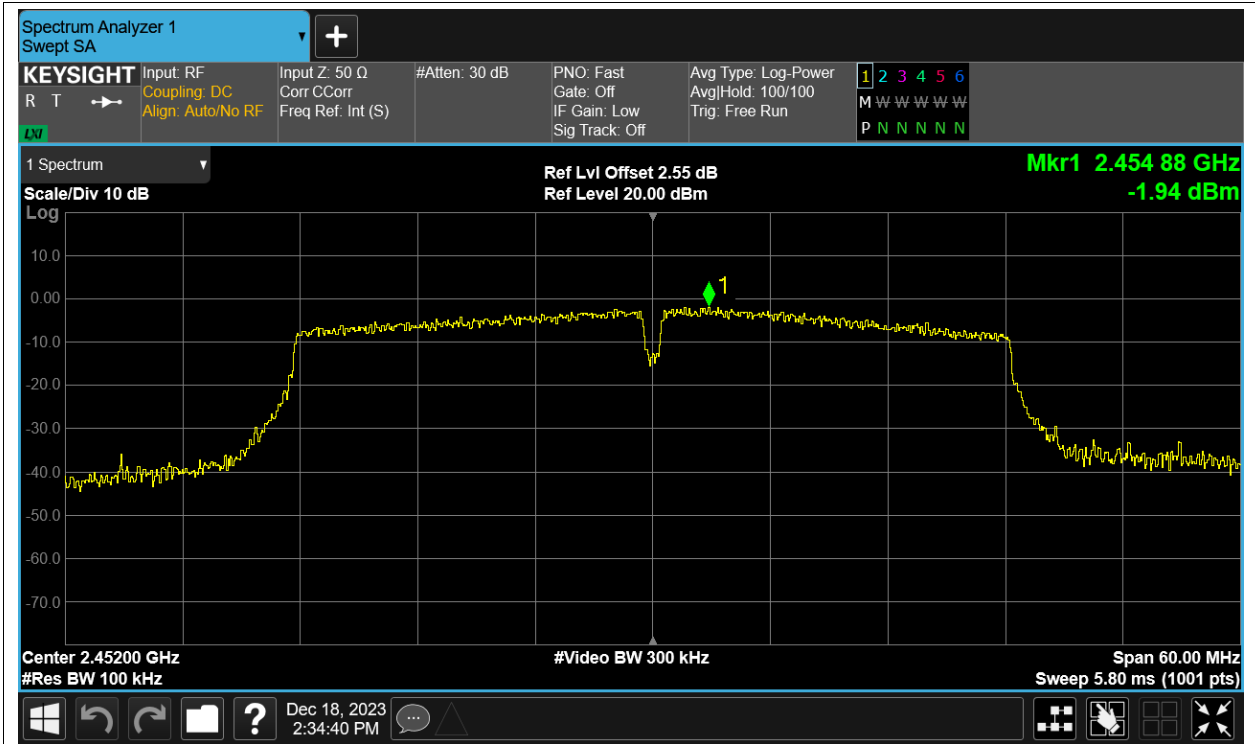 Spectrum Analyzer 1
Swept SA
KEYSIGHT
R T
LXI
Input: RF
Coupling: DC
Align: Auto/No RF
Input Z: 50 Ω
Corr CCorr
Freq Ref: Int (S)
#Atten: 30 dB
PNO: Fast
Gate: Off
IF Gain: Low
Sig Track: Off
Avg Type: Log-Power
Avg|Hold: 100/100
Trig: Free Run
1 2 3 4 5 6
M W W W W W
P N N N N N
1 Spectrum
Scale/Div 10 dB
Log
Ref Lvl Offset 2.55 dB
Ref Level 20.00 dBm
Mkr1 2.454 88 GHz
-1.94 dBm
10.0
0.00
-10.0
-20.0
-30.0
-40.0
-50.0
-60.0
-70.0
1
Center 2.45200 GHz
#Res BW 100 kHz
#Video BW 300 kHz
Span 60.00 MHz
Sweep 5.80 ms (1001 pts)
?
Dec 18, 2023
2:34:40 PM